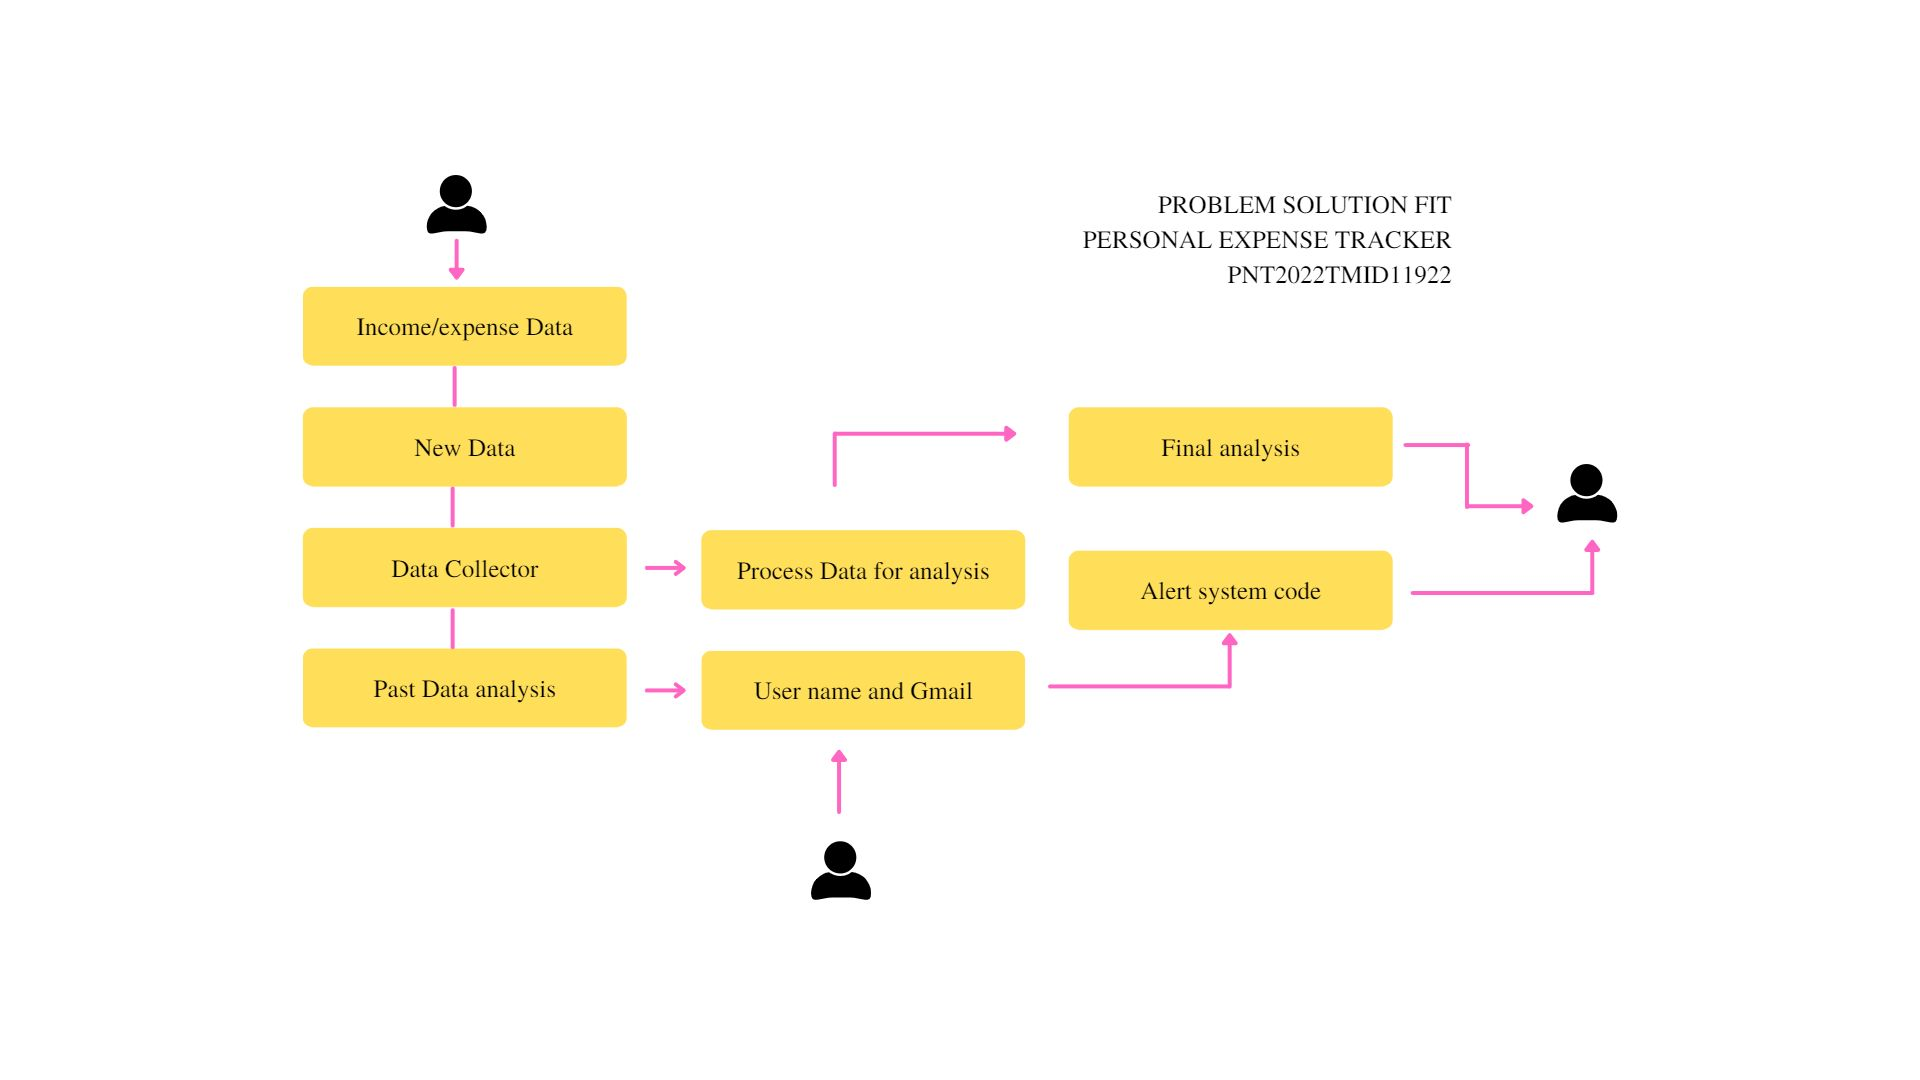 PROBLEM SOLUTION FIT
PERSONAL EXPENSE TRACKER
PNT2022TMID11922
Income/expense Data
New Data
Data Collector
Past Data analysis
Process Data for analysis
User name and Gmail
Final analysis
Alert system code